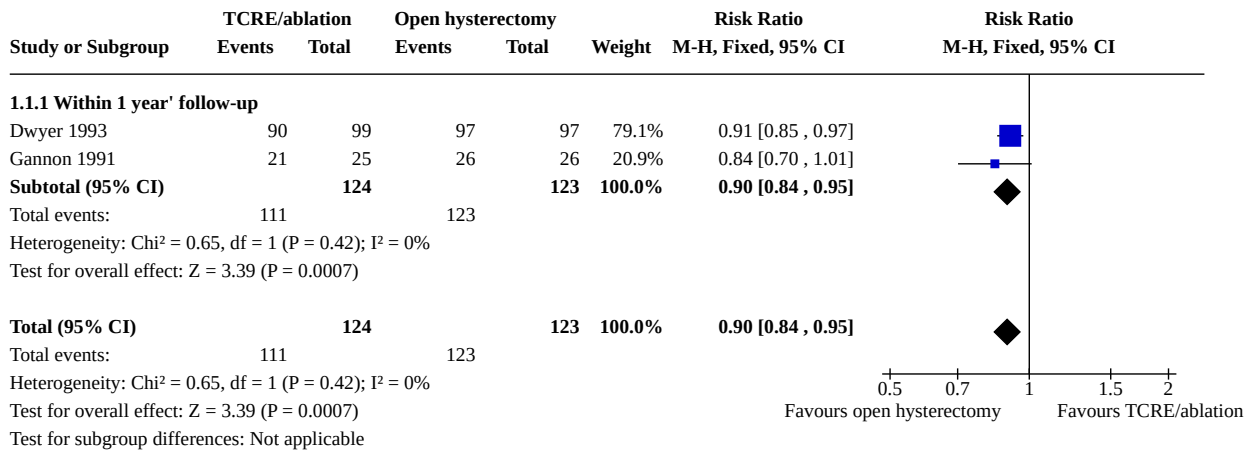 TCRE/ablation Open hysterectomy Risk Ratio Risk Ratio
Study or Subgroup Events Total Events Total Weight M-H, Fixed, 95% CI M-H, Fixed, 95% CI
1.1.1 Within 1 year' follow-up
Dwyer 1993 90 99 97 97 79.1% 0.91 [0.85 , 0.97]
Gannon 1991 21 25 26 26 20.9% 0.84 [0.70 , 1.01]
Subtotal (95% CI) 124 123 100.0% 0.90 [0.84 , 0.95]
Total events: 111 123
Heterogeneity: Chi² = 0.65, df = 1 (P = 0.42); I² = 0%
Test for overall effect: Z = 3.39 (P = 0.0007)
Total (95% CI) 124 123 100.0% 0.90 [0.84 , 0.95]
Total events: 111 123
Heterogeneity: Chi² = 0.65, df = 1 (P = 0.42); I² = 0%
0.5 0.7 1 1.5 2
Test for overall effect: Z = 3.39 (P = 0.0007) Favours open hysterectomy Favours TCRE/ablation
Test for subgroup differences: Not applicable